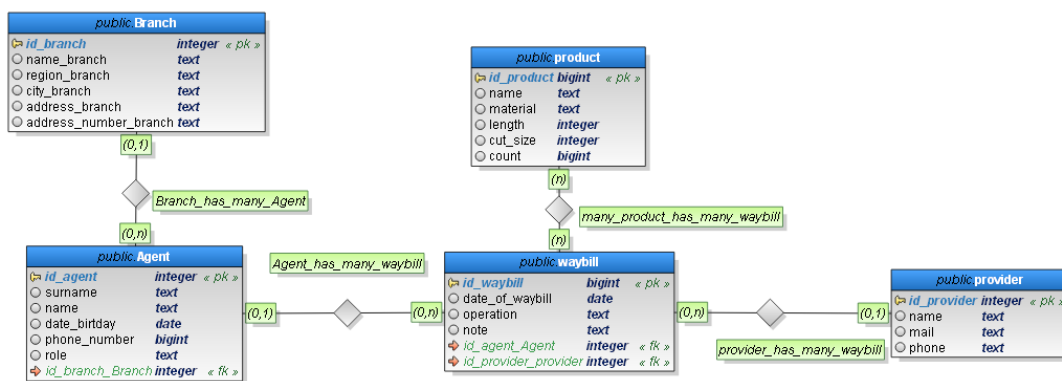 public.Branch
id_branch integer « pk »
name_branch text
region_branch text
city_branch text
address_branch text
address_number_branch text
(0,1)
Branch_has_many_Agent
(0,n)
public.product
id_product bigint « pk »
name text
material text
length integer
cut_size integer
count bigint
(n)
many_product_has_many_waybill
(n)
public.Agent
id_agent integer « pk »
surname text
name text
date_birtday date
phone_number bigint
role text
id_branch_Branch integer « fk »
Agent_has_many_waybill
(0,1)
(0,n)
public.waybill
id_waybill bigint « pk »
date_of_waybill date
operation text
note text
id_agent_Agent integer « fk »
id_provider_provider integer « fk »
(0,n)
(0,1)
provider_has_many_waybill
public.provider
id_provider integer « pk »
name text
mail text
phone text